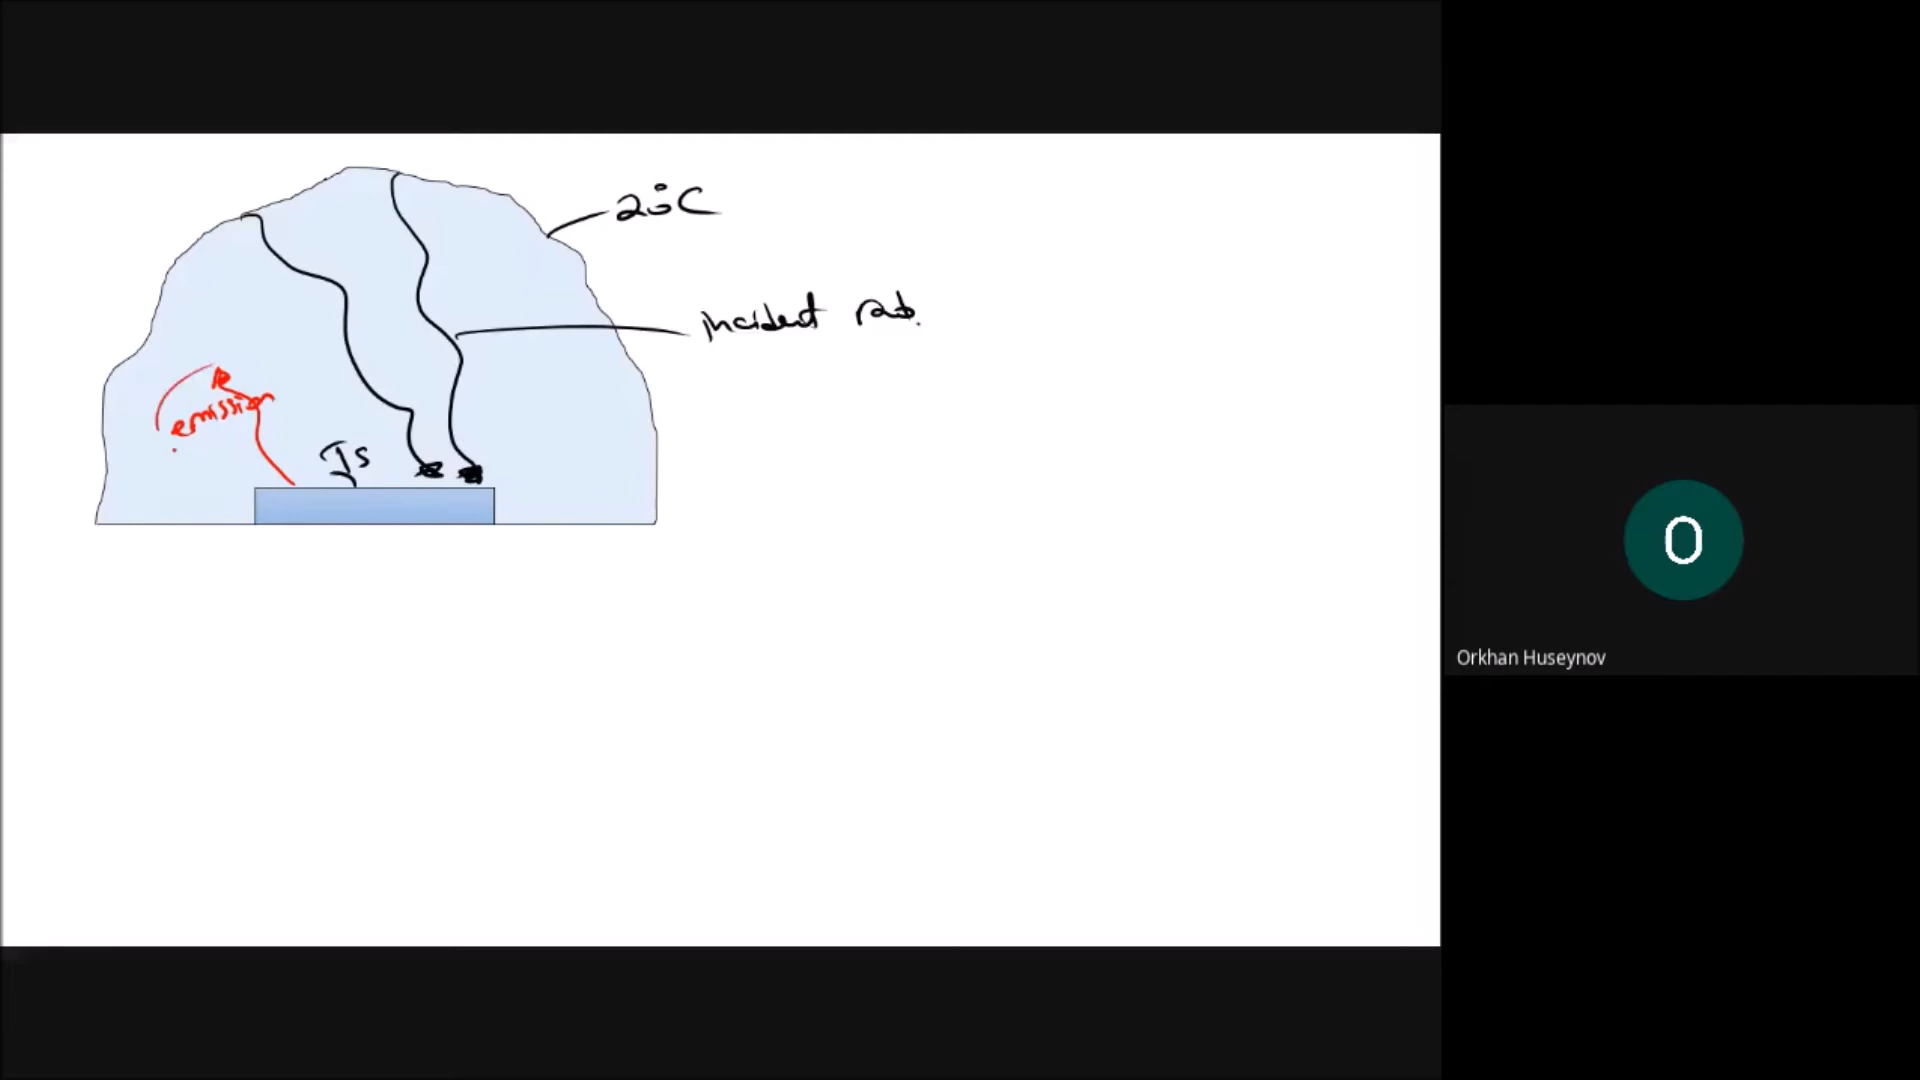 20°C
incident rad.
emission
Ts
O
Orkhan Huseynov